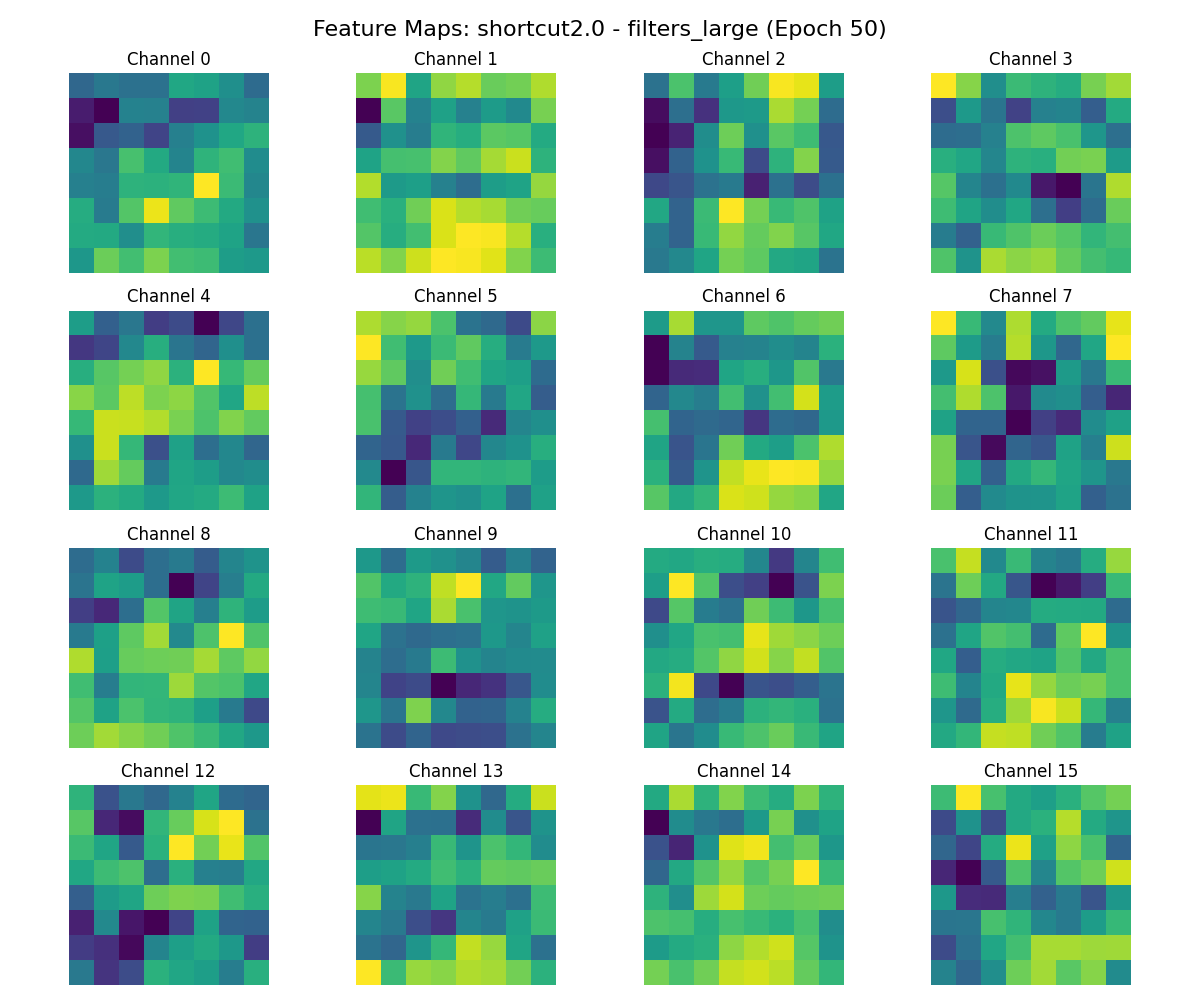 Feature Maps: shortcut2.0 - filters_large (Epoch 50)
Channel 0
Channel 1
Channel 2
Channel 3
Channel 4
Channel 5
Channel 6
Channel 7
Channel 8
Channel 9
Channel 10
Channel 11
Channel 12
Channel 13
Channel 14
Channel 15